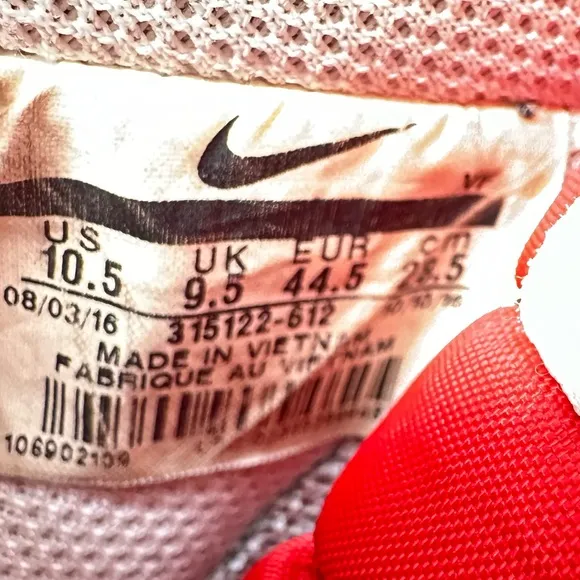 VF
US UK EUR cm
10.5 9.5 44.5 28.5
08/03/16
315122-612
MADE IN VIETNAM
FABRIQUE AU VIETNAM